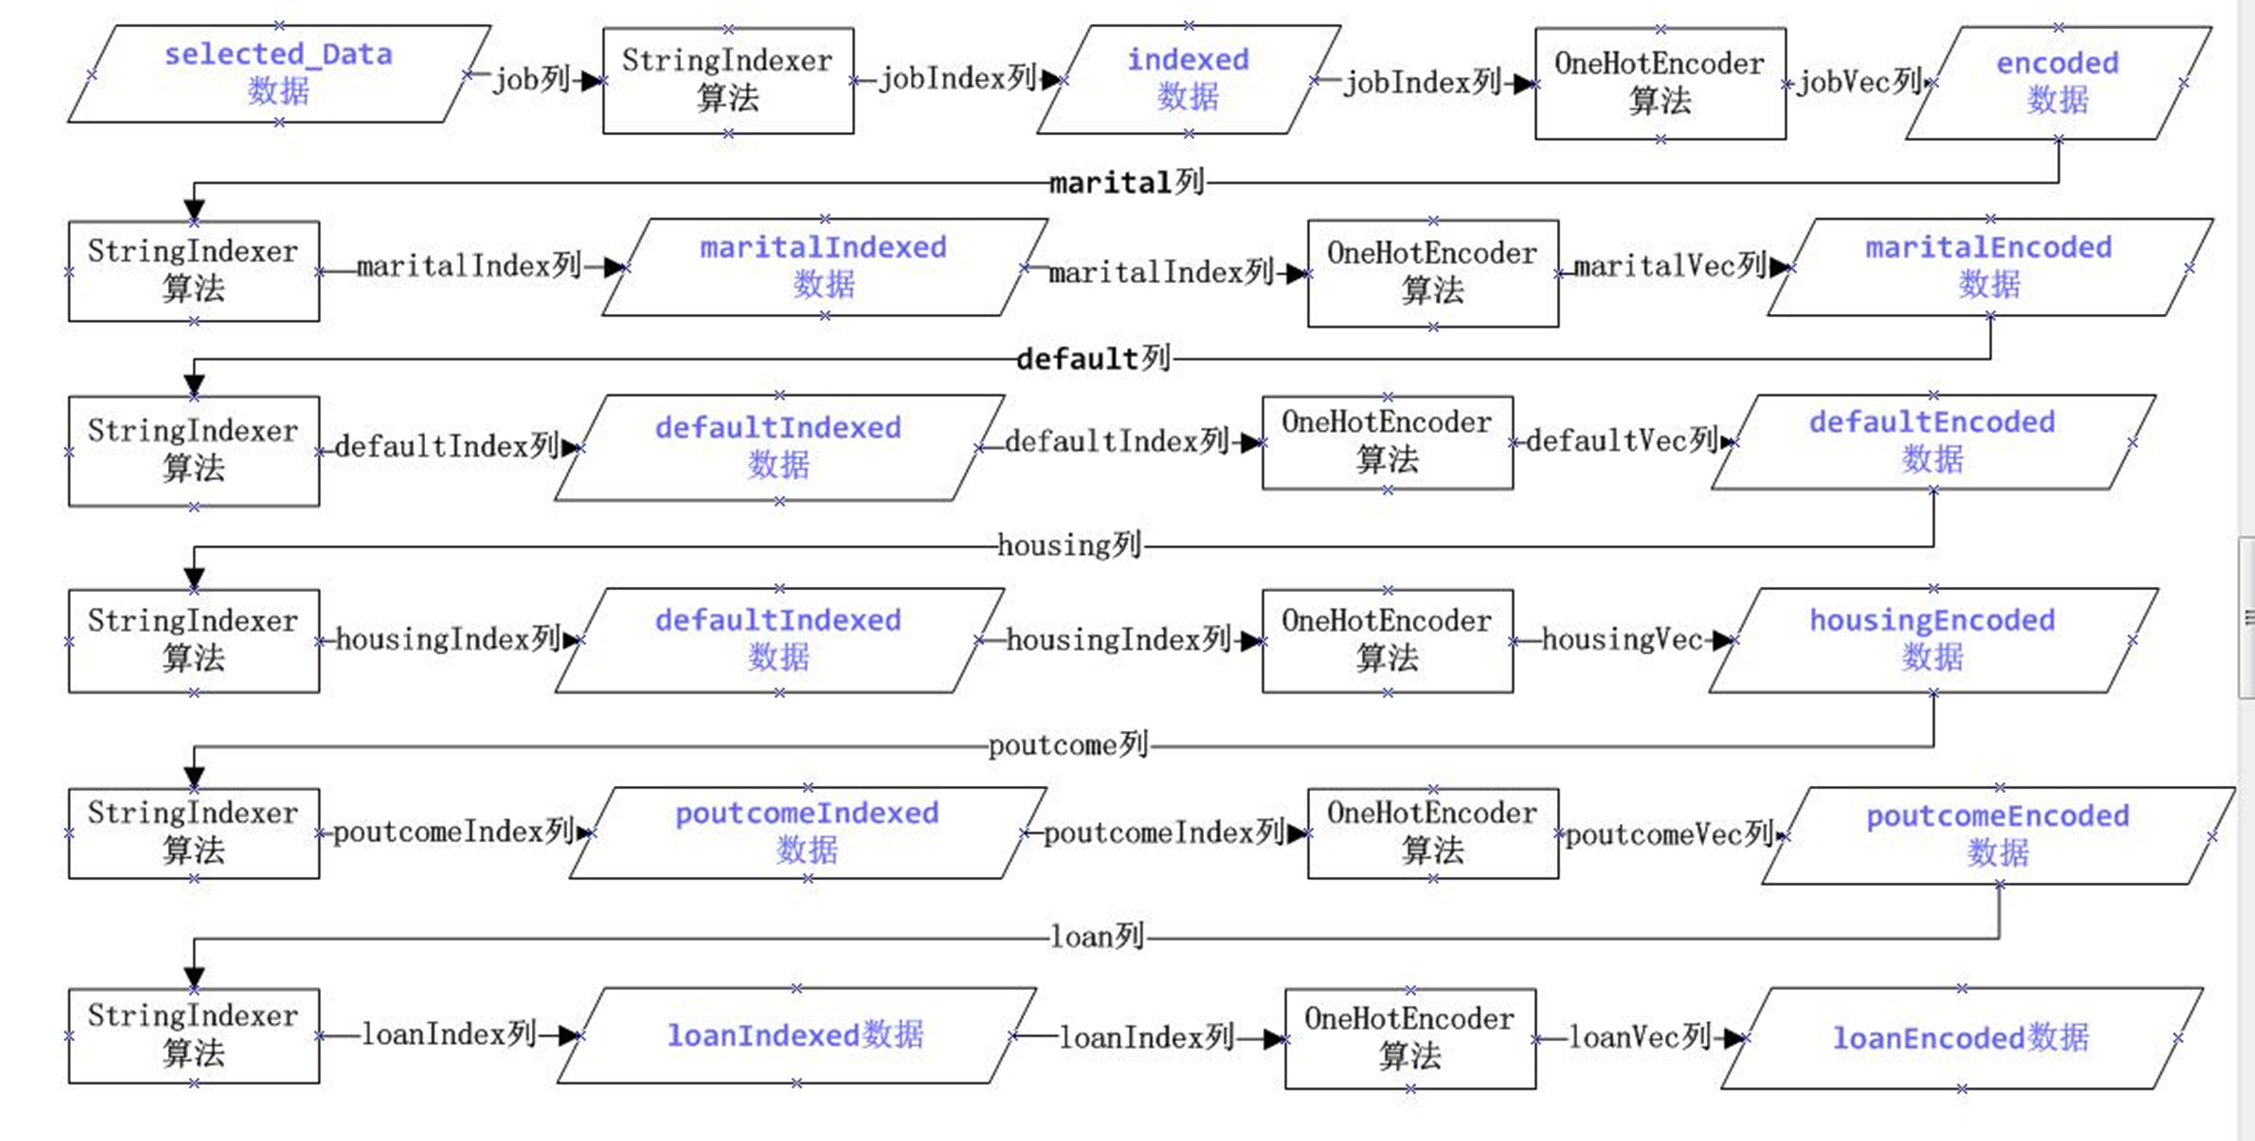 selected_Data
数据
job列
StringIndexer
算法
jobIndex列
indexed
数据
jobIndex列
OneHotEncoder
算法
jobVec列
encoded
数据
marital列
StringIndexer
算法
maritalIndex列
maritalIndexed
数据
maritalIndex列
OneHotEncoder
算法
maritalVec列
maritalEncoded
数据
default列
StringIndexer
算法
defaultIndex列
defaultIndexed
数据
defaultIndex列
OneHotEncoder
算法
defaultVec列
defaultEncoded
数据
housing列
StringIndexer
算法
housingIndex列
defaultIndexed
数据
housingIndex列
OneHotEncoder
算法
housingVec
housingEncoded
数据
poutcome列
StringIndexer
算法
poutcomeIndex列
poutcomeIndexed
数据
poutcomeIndex列
OneHotEncoder
算法
poutcomeVec列
poutcomeEncoded
数据
loan列
StringIndexer
算法
loanIndex列
loanIndexed数据
loanIndex列
OneHotEncoder
算法
loanVec列
loanEncoded数据